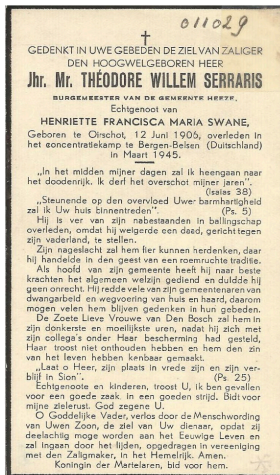 011029
GEDENKT IN UWE GEBEDEN DE ZIEL VAN ZALIGER
DEN HOOGWELGEBOREN HEER
Jhr. Mr. THÉODORE WILLEM SERRARIS
BURGEMEESTER VAN DE GEMEENTE HEEZE,
Echtgenoot van
HENRIETTE FRANCISCA MARIA SWANE,
Geboren te Oirschot, 12 Juni 1906, overleden in
het concentratiekamp te Bergen-Belsen (Duitschland)
in Maart 1945.
„In het midden mijner dagen zal ik heengaan naar
het doodenrijk. Ik derf het overschot mijner jaren".
(Isaias 38)
„Steunende op den overvloed Uwer barmhartigheid
zal ik Uw huis binnentreden". (Ps. 5)
Hij is ver van zijn nabestaanden in ballingschap
overleden, omdat hij weigerde een daad, gericht tegen
zijn vaderland, te stellen.
Zijn nageslacht zal hem fier kunnen herdenken, daar
hij handelde in den geest van een roemruchte traditie.
Als hoofd van zijn gemeente heeft hij naar beste
krachten het algemeen welzijn gediend en duldde hij
geen onrecht. Hij redde vele van zijn gemeentenaren van
dwangarbeid en wegvoering van huis en haard, daarom
mogen velen hem blijven gedenken in hun gebeden.
De Zoete Lieve Vrouwe van Den Bosch zal hem in
zijn donkerste en moeilijkste uren, nadat hij zich met
zijn collega's onder Haar bescherming had gesteld,
Haar troost niet onthouden hebben en hem den zin
van het leven hebben kenbaar gemaakt.
„Laat o Heer, zijn plaats in vrede zijn en zijn ver-
blijf in Sion". (Ps 25)
Echtgenoote en kinderen, troost U, ik ben gevallen
voor een goede zaak, in een goeden strijd. Bidt voor
mijne zielerust. God zegene U.
O Goddelijke Vader, verlos door de Menschwording
van Uwen Zoon, de ziel van Uw dienaar, opdat zij
deelachtig moge worden aan het Eeuwige Leven en
zal ingaan door het lijden, opgedragen in vereeniging
met den Zaligmaker, in het Hemelrijk. Amen.
Koningin der Martelaren, bid voor hem.